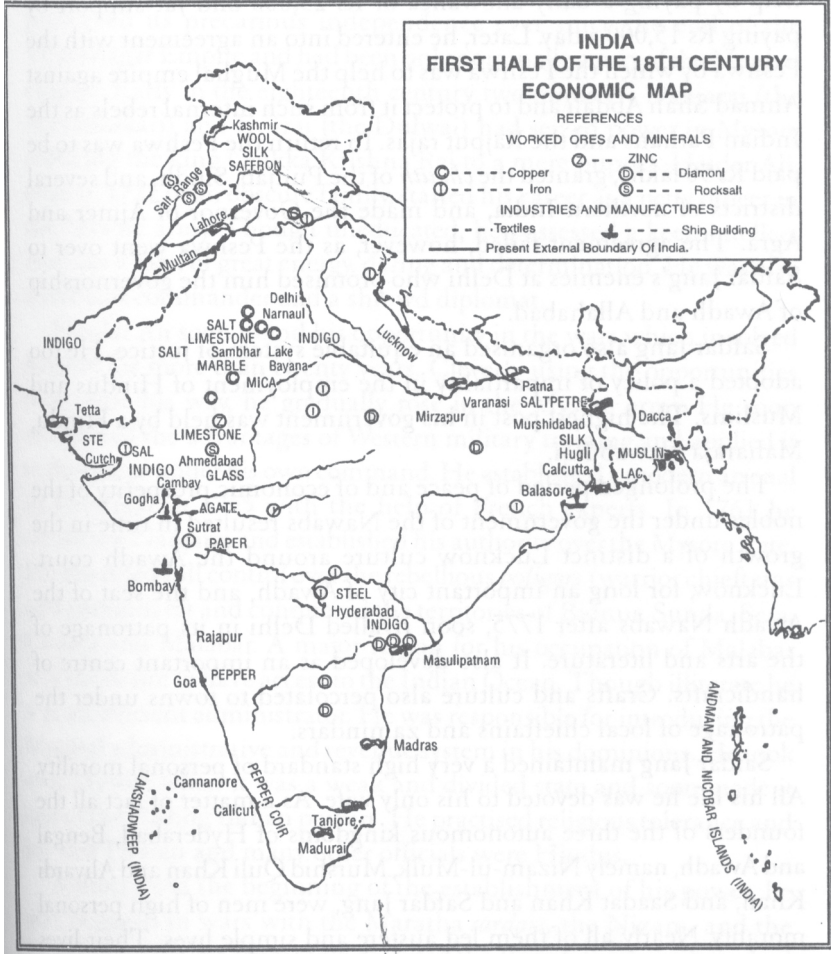 INDIA
FIRST HALF OF THE 18TH CENTURY
ECONOMIC MAP
REFERENCES
WORKED ORES AND MINERALS
Z - - - ZINC
C - - - Copper
D - - - Diamonl
I - - - Iron
S - - - Rocksalt
INDUSTRIES AND MANUFACTURES
Textiles
Ship Building
Present External Boundary Of India.
Kashmir
WOOL
SILK
SAFFRON
Salt Range
Lahore
Multan
Delhi
Narnaul
SALT
LIMESTONE
INDIGO
INDIGO
SALT
Sambhar Lake
MARBLE
Bayana
MICA
Lucknow
Patna
Varanasi
SALTPETRE
Mirzapur
Murshidabad
Dacca
SILK
Hugli
MUSLIN
Calcutta
LAC
Balasore
Tetta
STE
SAL
Cutch
INDIGO
LIMESTONE
Ahmedabad
GLASS
Cambay
Gogha
AGATE
Surat
PAPER
Bombay
STEEL
Hyderabad
INDIGO
Masulipatnam
Rajapur
Goa
PEPPER
Madras
PEPPER COIR
Cannanore
Calicut
Tanjore
Madurai
LAKSHADWEEP (INDIA)
ANDMAN AND NICOBAR ISLANDS (INDIA)